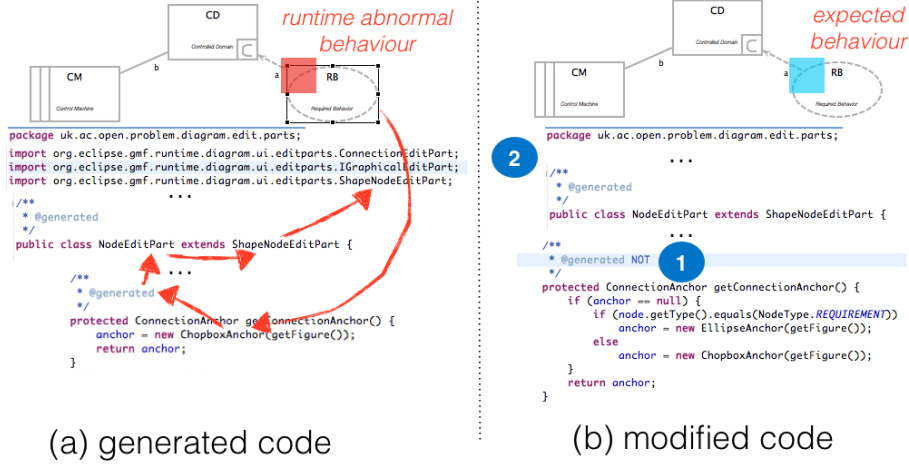 runtime abnormal
behaviour
CD
Controlled Domain
C
b
a
CM
Control Machine
RB
Required Behavior
package uk.ac.open.problem.diagram.edit.parts;
import org.eclipse.gmf.runtime.diagram.ui.editparts.ConnectionEditPart;
import org.eclipse.gmf.runtime.diagram.ui.editparts.IGraphicalEditPart;
import org.eclipse.gmf.runtime.diagram.ui.editparts.ShapeNodeEditPart;
...
/**
* @generated
*/
public class NodeEditPart extends ShapeNodeEditPart {
...
/**
* @generated
*/
protected ConnectionAnchor getConnectionAnchor() {
anchor = new ChopboxAnchor(getFigure());
return anchor;
}
(a) generated code
expected
behaviour
CD
Controlled Domain
C
b
a
CM
Control Machine
RB
Required Behavior
package uk.ac.open.problem.diagram.edit.parts;
2
...
/**
* @generated
*/
public class NodeEditPart extends ShapeNodeEditPart {
...
/**
* @generated NOT
1
*/
protected ConnectionAnchor getConnectionAnchor() {
if (anchor == null) {
if (node.getType().equals(NodeType.REQUIREMENT))
anchor = new EllipseAnchor(getFigure());
else
anchor = new ChopboxAnchor(getFigure());
}
return anchor;
}
(b) modified code